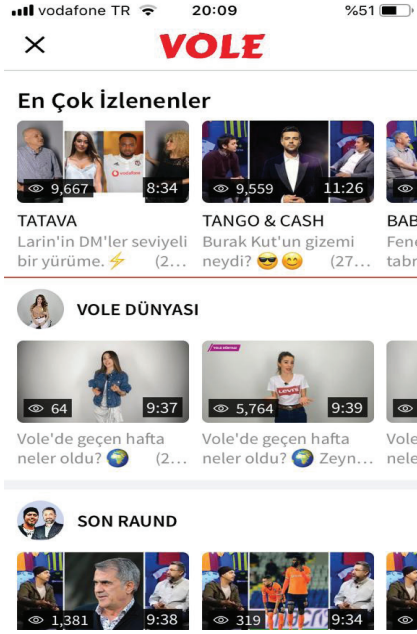 vodafone TR
20:09
%51
VOLE
En Çok İzlenenler
9,667
8:34
9,559
11:26
TATAVA
TANGO & CASH
BAB
Larin'in DM'ler seviyeli
bir yürüme.⚡ (2...
Burak Kut'un gizemi
neydi? 😎😊 (27...
Fene
tabr
VOLE DÜNYASI
64
9:37
LEVI'S
5,764
9:39
Vole'de geçen hafta
neler oldu? 🌍 (2...
Vole'de geçen hafta
neler oldu? 🌍 Zeyn...
Vole
nele
SON RAUND
1,381
9:38
319
9:34